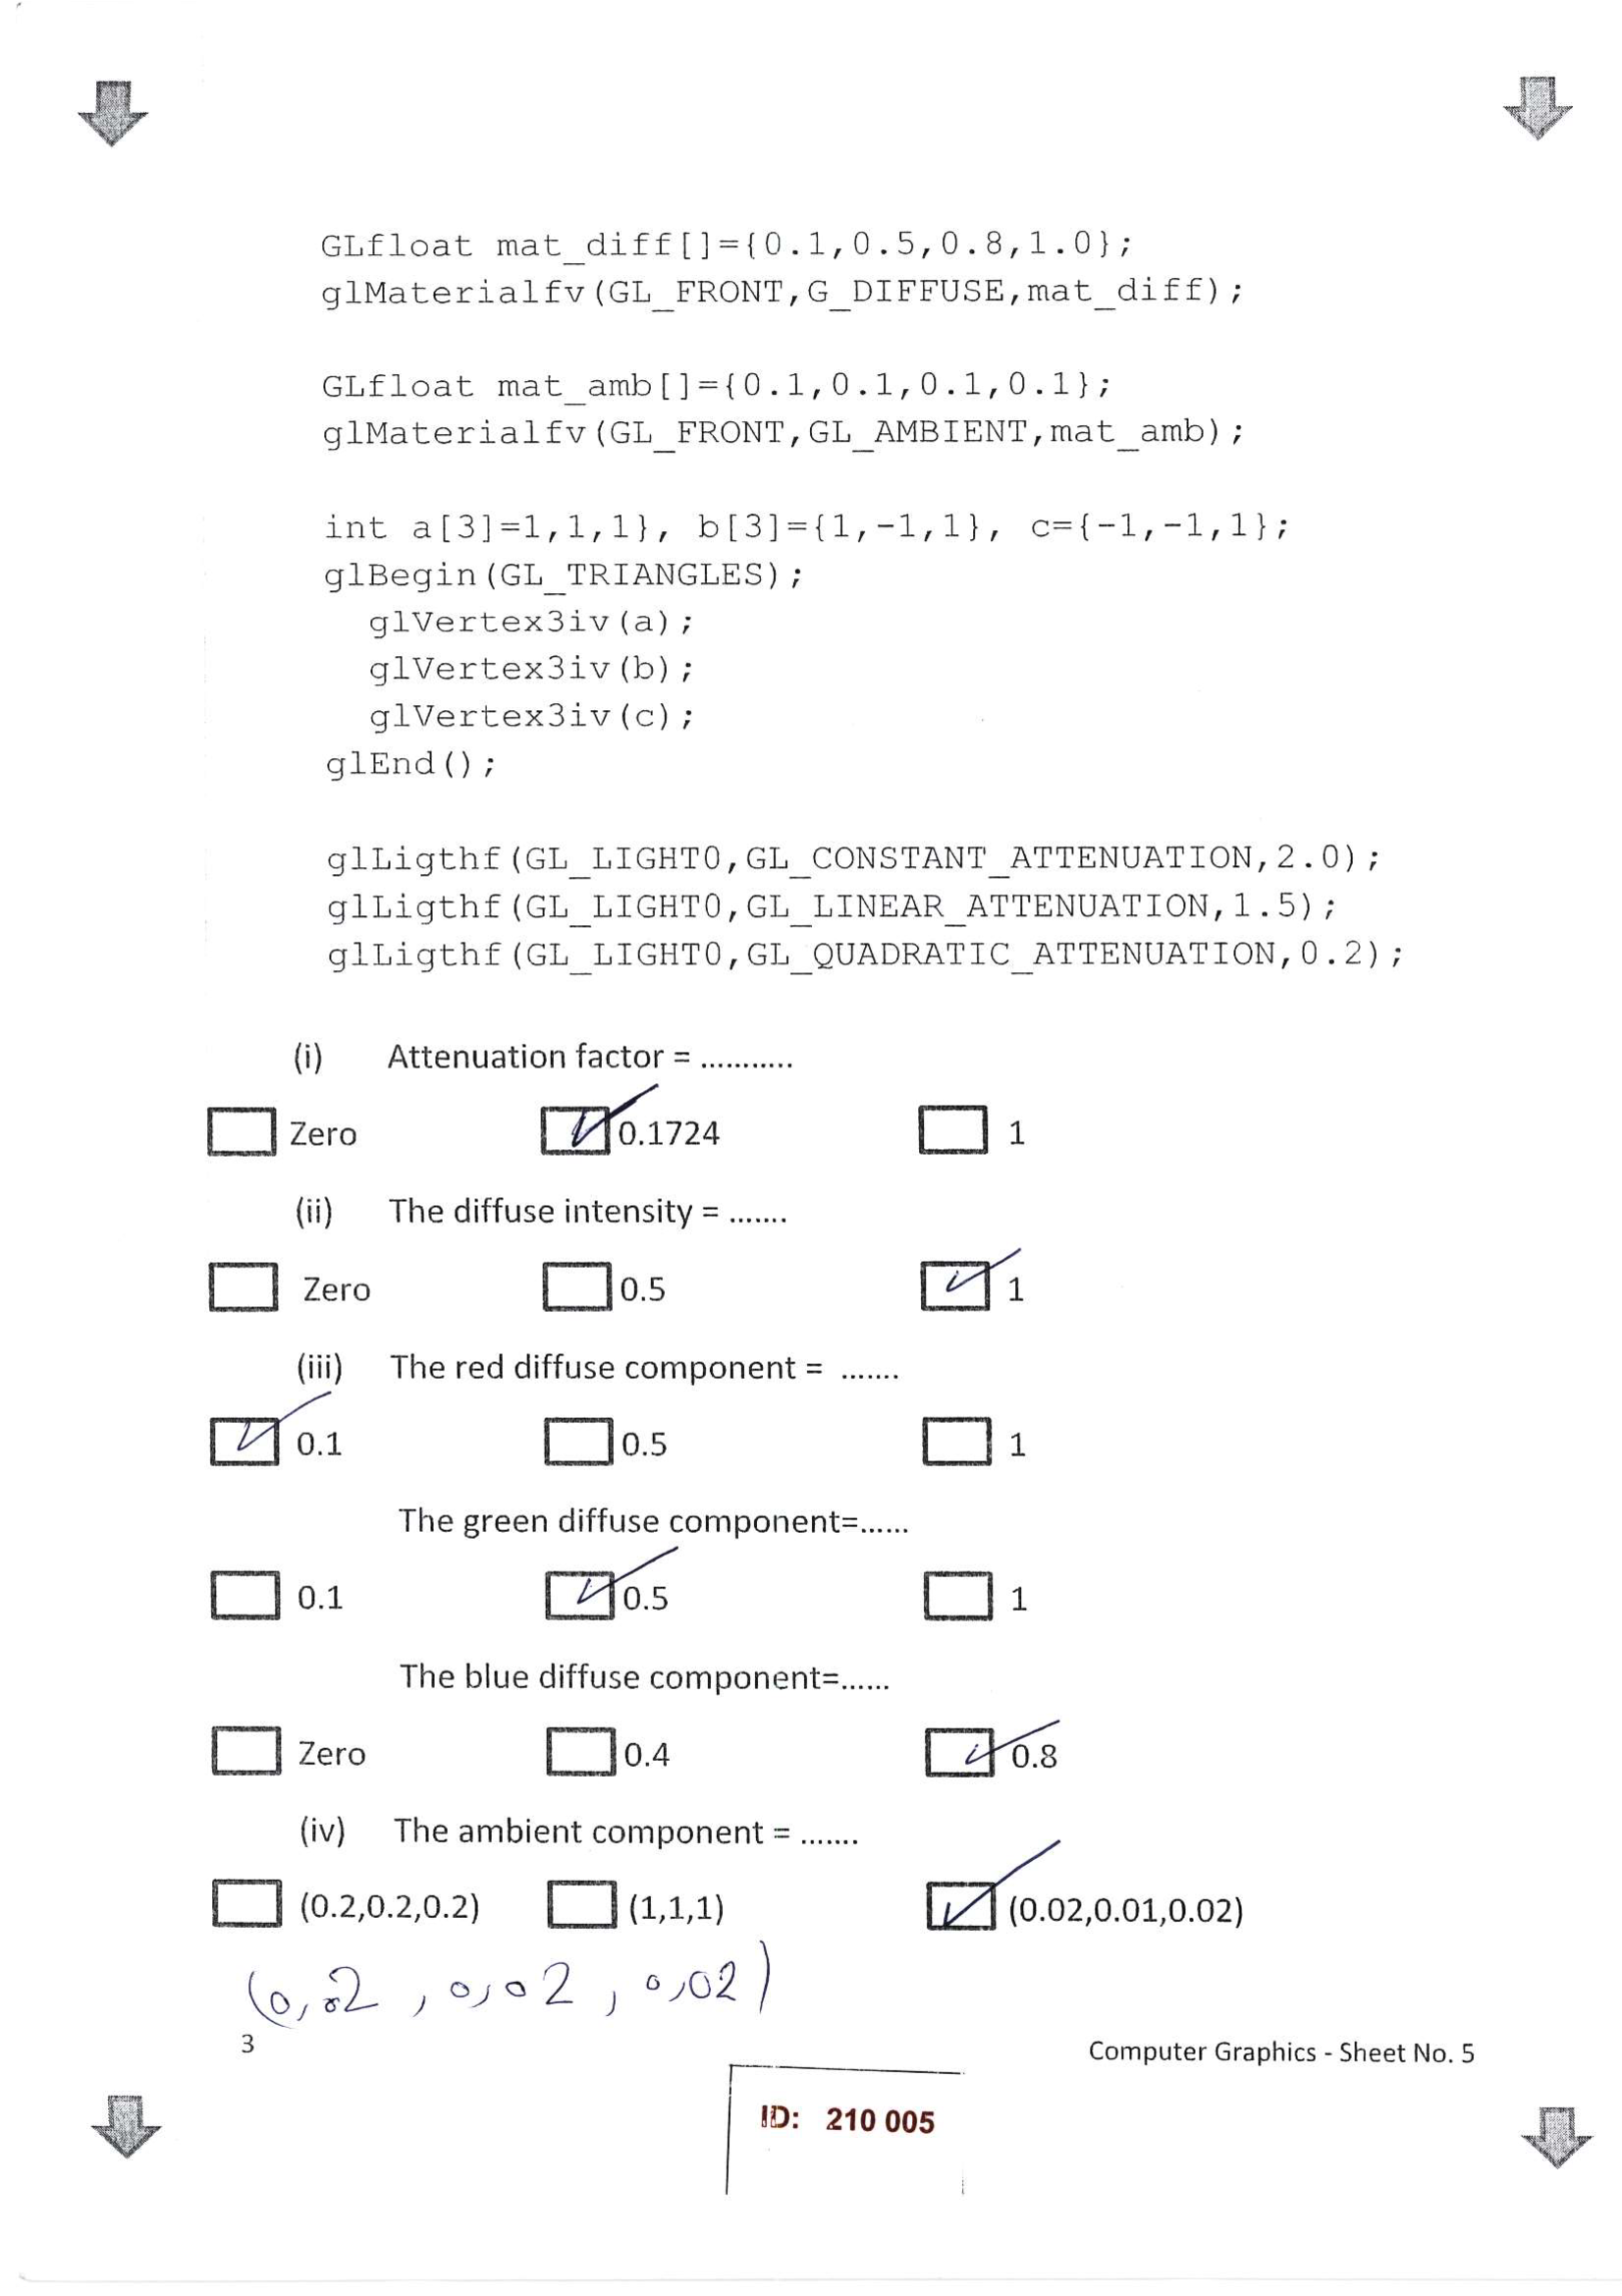 GLfloat mat_diff[]={0.1,0.5,0.8,1.0};
glMaterialfv(GL_FRONT,G_DIFFUSE,mat_diff);
GLfloat mat_amb[]={0.1,0.1,0.1,0.1};
glMaterialfv(GL_FRONT,GL_AMBIENT,mat_amb);
int a[3]=1,1,1}, b[3]={1,-1,1}, c={-1,-1,1};
glBegin(GL_TRIANGLES);
glVertex3iv(a);
glVertex3iv(b);
glVertex3iv(c);
glEnd();
glLigthf(GL_LIGHT0,GL_CONSTANT_ATTENUATION,2.0);
glLigthf(GL_LIGHT0,GL_LINEAR_ATTENUATION,1.5);
glLigthf(GL_LIGHT0,GL_QUADRATIC_ATTENUATION,0.2);
(i) Attenuation factor = ...........
Zero 0.1724 1
(ii) The diffuse intensity = .......
Zero 0.5 1
(iii) The red diffuse component = .......
0.1 0.5 1
The green diffuse component=......
0.1 0.5 1
The blue diffuse component=......
Zero 0.4 0.8
(iv) The ambient component = .......
(0.2,0.2,0.2) (1,1,1) (0.02,0.01,0.02)
(0,02 , 0,02 , 0,02)
3 Computer Graphics - Sheet No. 5
ID: 210 005